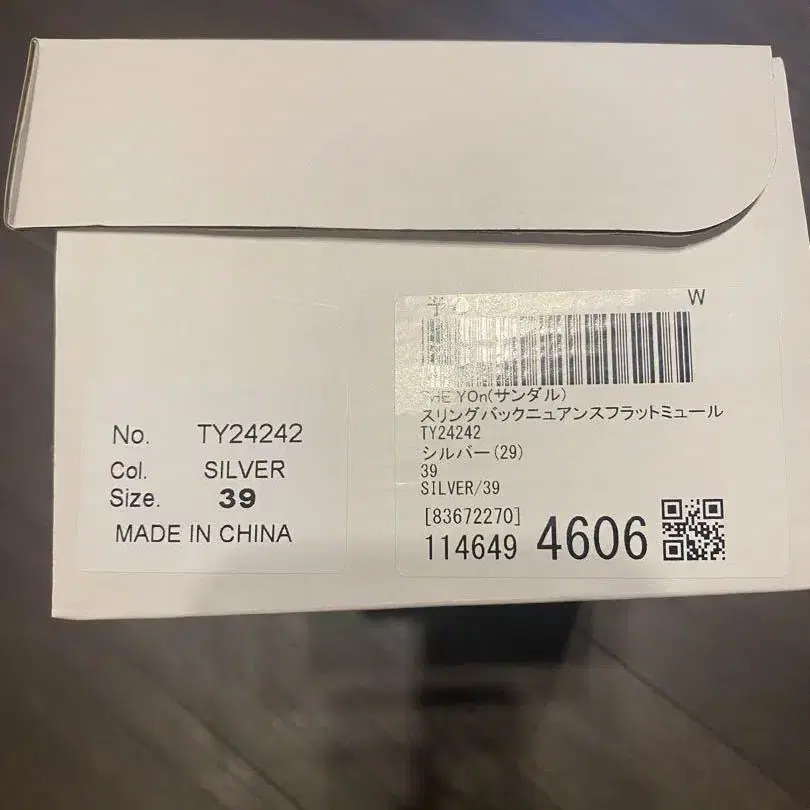 No. TY24242
Col. SILVER
Size. 39
MADE IN CHINA
W
THE YOn(サンダル)
スリングバックニュアンスフラットミュール
TY24242
シルバー(29)
39
SILVER/39
[83672270]
114649 4606